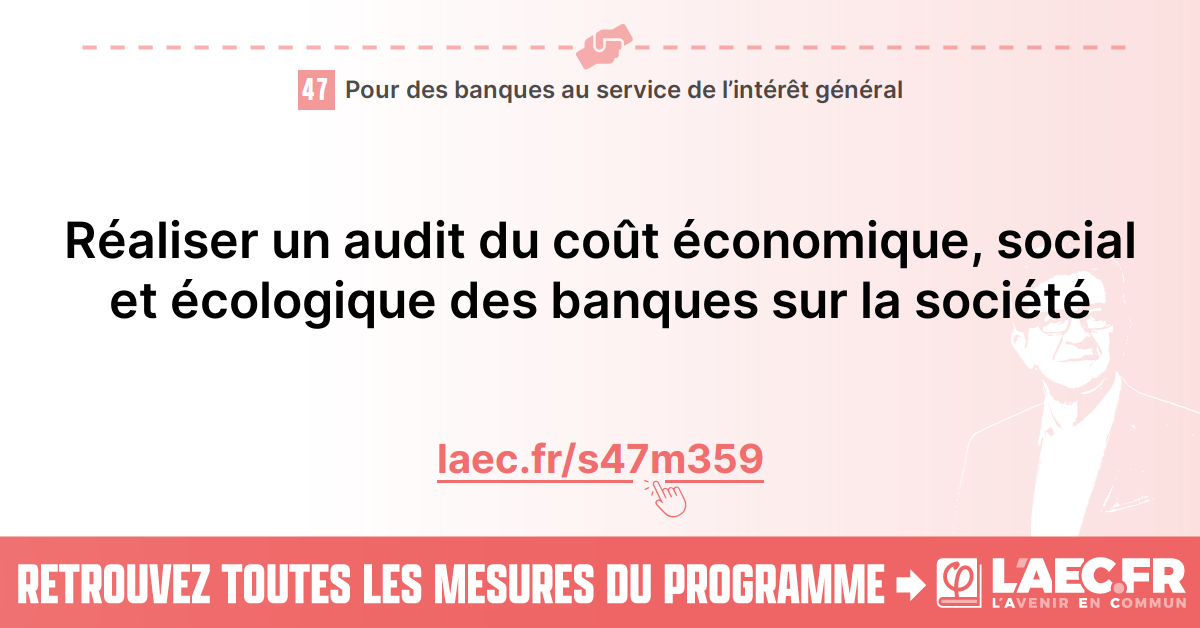 47 Pour des banques au service de l’intérêt général
Réaliser un audit du coût économique, social
et écologique des banques sur la société
laec.fr/s47m359
RETROUVEZ TOUTES LES MESURES DU PROGRAMME
L'AEC.FR
L'AVENIR EN COMMUN